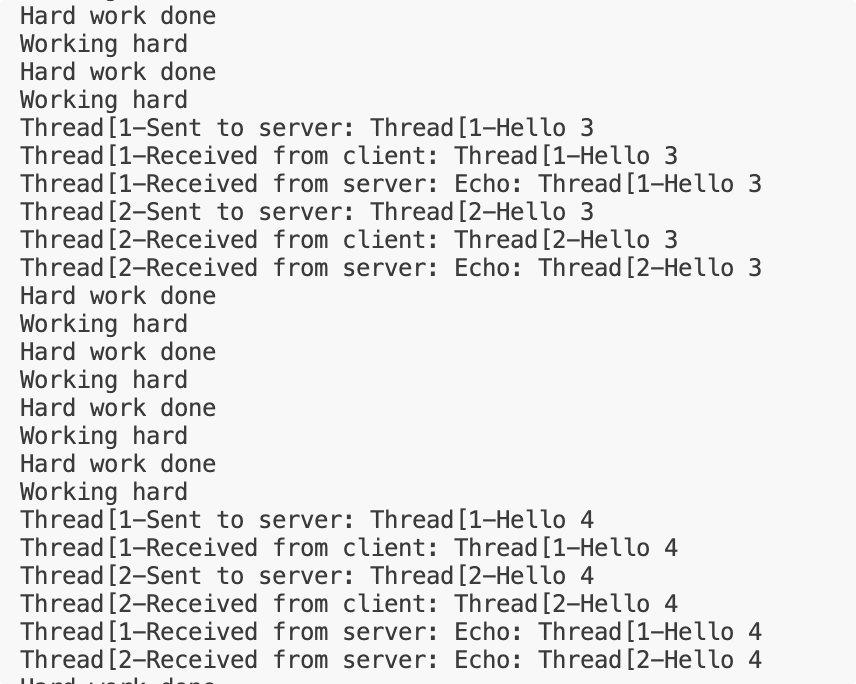 Hard work done
Working hard
Hard work done
Working hard
Thread[1-Sent to server: Thread[1-Hello 3
Thread[1-Received from client: Thread[1-Hello 3
Thread[1-Received from server: Echo: Thread[1-Hello 3
Thread[2-Sent to server: Thread[2-Hello 3
Thread[2-Received from client: Thread[2-Hello 3
Thread[2-Received from server: Echo: Thread[2-Hello 3
Hard work done
Working hard
Hard work done
Working hard
Hard work done
Working hard
Hard work done
Working hard
Thread[1-Sent to server: Thread[1-Hello 4
Thread[1-Received from client: Thread[1-Hello 4
Thread[2-Sent to server: Thread[2-Hello 4
Thread[2-Received from client: Thread[2-Hello 4
Thread[1-Received from server: Echo: Thread[1-Hello 4
Thread[2-Received from server: Echo: Thread[2-Hello 4
Hard work done